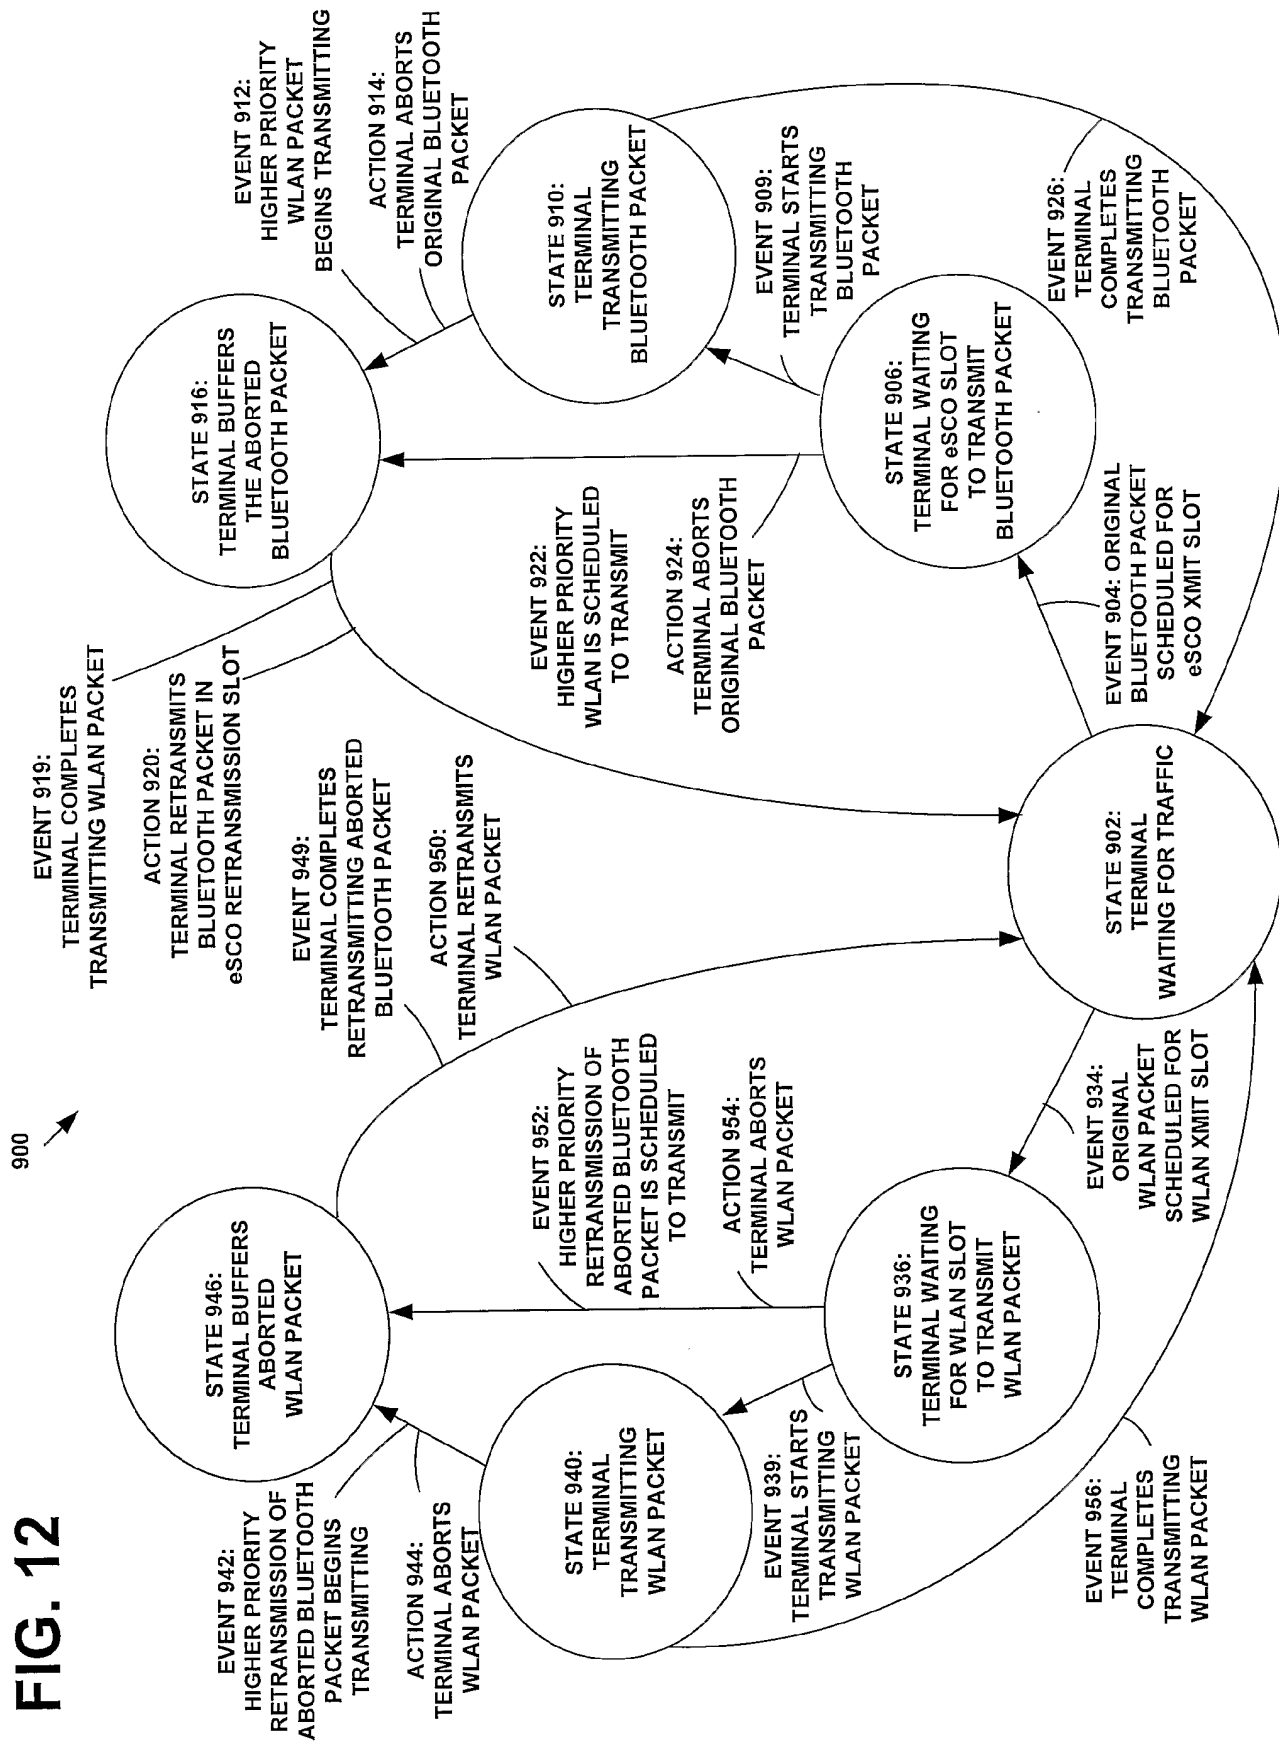 FIG. 12
900
EVENT 942:
HIGHER PRIORITY
RETRANSMISSION OF
ABORTED BLUETOOTH
PACKET BEGINS
TRANSMITTING
ACTION 944:
TERMINAL ABORTS
WLAN PACKET
STATE 946:
TERMINAL BUFFERS
ABORTED
WLAN PACKET
EVENT 949:
TERMINAL COMPLETES
RETRANSMITTING ABORTED
BLUETOOTH PACKET
ACTION 950:
TERMINAL RETRANSMITS
WLAN PACKET
EVENT 919:
TERMINAL COMPLETES
TRANSMITTING WLAN PACKET
ACTION 920:
TERMINAL RETRANSMITS
BLUETOOTH PACKET IN
eSCO RETRANSMISSION SLOT
STATE 916:
TERMINAL BUFFERS
THE ABORTED
BLUETOOTH PACKET
EVENT 912:
HIGHER PRIORITY
WLAN PACKET
BEGINS TRANSMITTING
ACTION 914:
TERMINAL ABORTS
ORIGINAL BLUETOOTH
PACKET
STATE 940:
TERMINAL
TRANSMITTING
WLAN PACKET
EVENT 952:
HIGHER PRIORITY
RETRANSMISSION OF
ABORTED BLUETOOTH
PACKET IS SCHEDULED
TO TRANSMIT
ACTION 954:
TERMINAL ABORTS
WLAN PACKET
EVENT 922:
HIGHER PRIORITY
WLAN IS SCHEDULED
TO TRANSMIT
ACTION 924:
TERMINAL ABORTS
ORIGINAL BLUETOOTH
PACKET
STATE 910:
TERMINAL
TRANSMITTING
BLUETOOTH PACKET
EVENT 939:
TERMINAL STARTS
TRANSMITTING
WLAN PACKET
STATE 936:
TERMINAL WAITING
FOR WLAN SLOT
TO TRANSMIT
WLAN PACKET
STATE 906:
TERMINAL WAITING
FOR eSCO SLOT
TO TRANSMIT
BLUETOOTH PACKET
EVENT 909:
TERMINAL STARTS
TRANSMITTING
BLUETOOTH
PACKET
EVENT 956:
TERMINAL
COMPLETES
TRANSMITTING
WLAN PACKET
EVENT 934:
ORIGINAL
WLAN PACKET
SCHEDULED FOR
WLAN XMIT SLOT
STATE 902:
TERMINAL
WAITING FOR TRAFFIC
EVENT 904: ORIGINAL
BLUETOOTH PACKET
SCHEDULED FOR
eSCO XMIT SLOT
EVENT 926:
TERMINAL
COMPLETES
TRANSMITTING
BLUETOOTH
PACKET